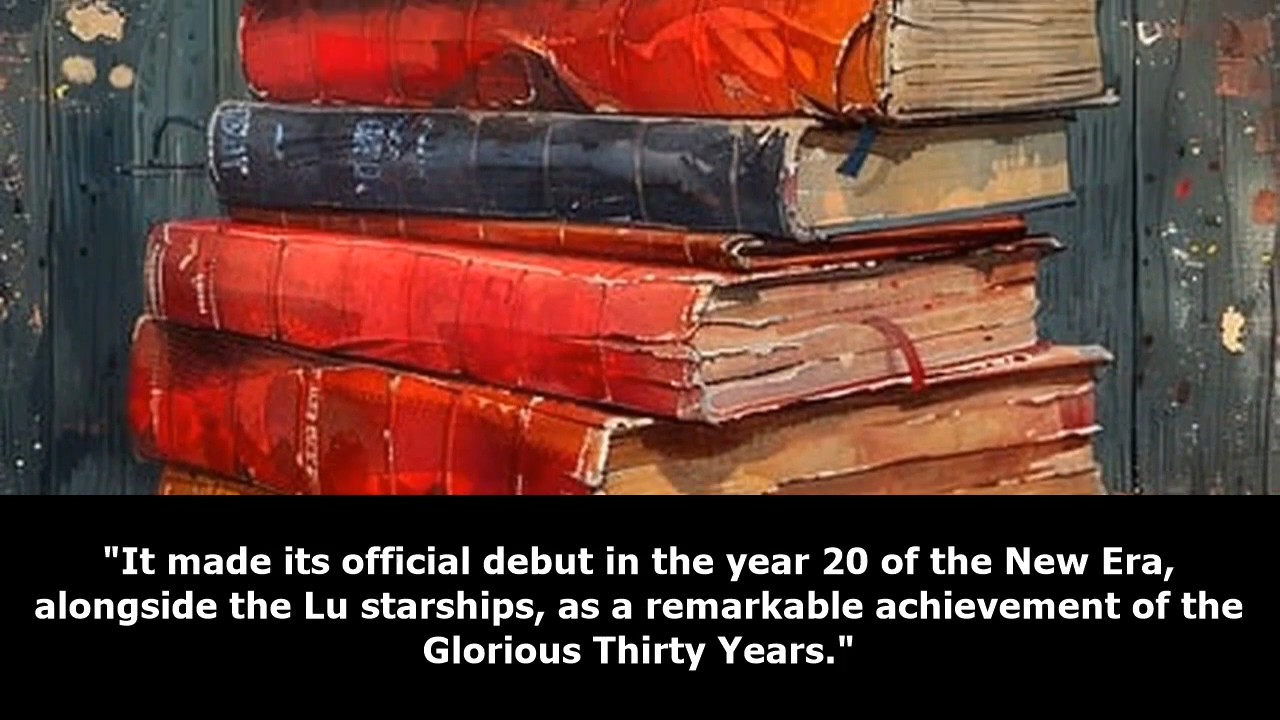 "It made its official debut in the year 20 of the New Era,
alongside the Lu starships, as a remarkable achievement of the
Glorious Thirty Years."